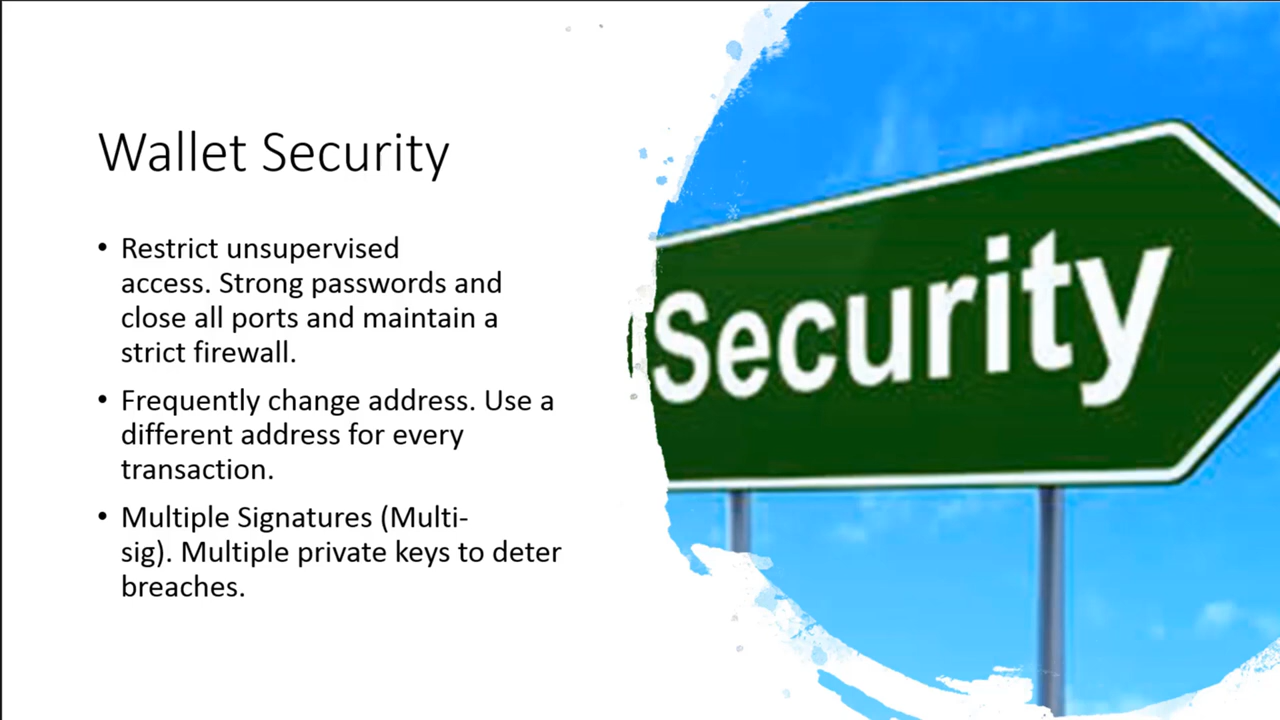 Wallet Security
• Restrict unsupervised
access. Strong passwords and
close all ports and maintain a
strict firewall.
• Frequently change address. Use a
different address for every
transaction.
• Multiple Signatures (Multi-
sig). Multiple private keys to deter
breaches.
Security